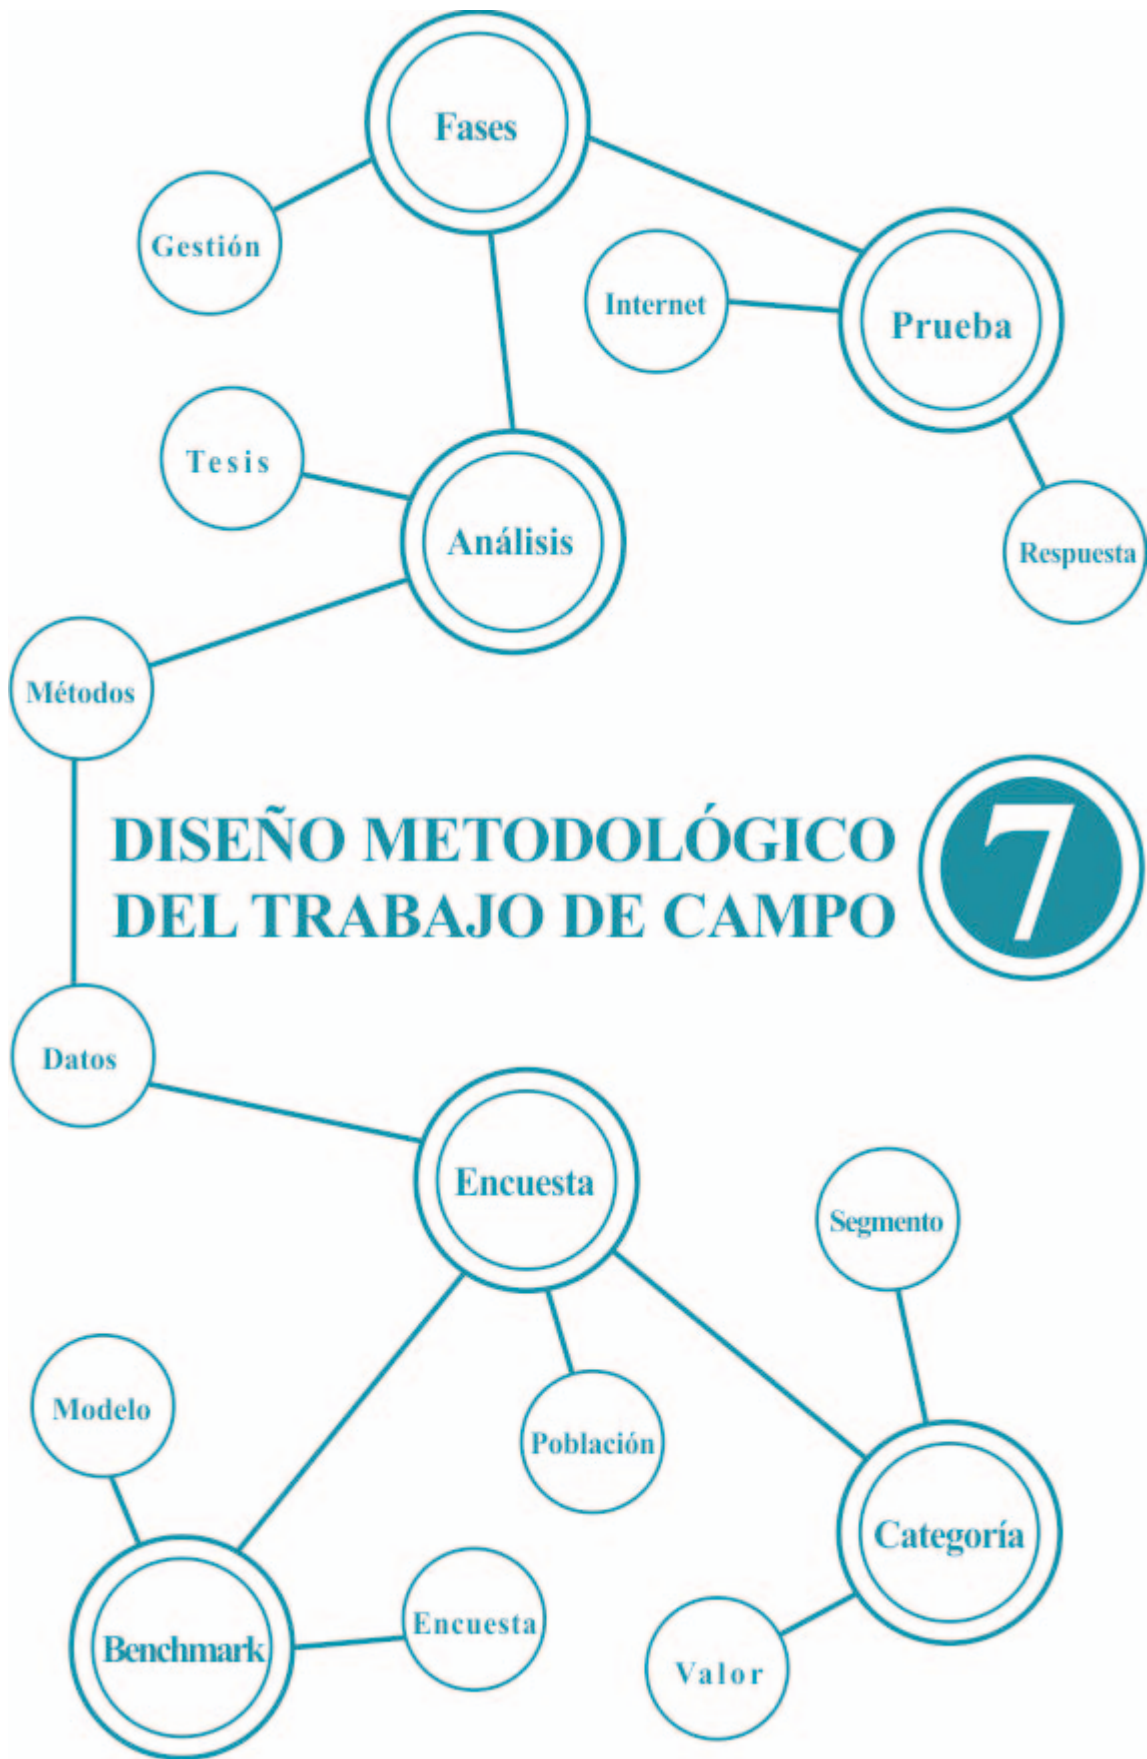 Fases
Gestión
Internet
Prueba
Tesis
Análisis
Respuesta
Métodos
DISEÑO METODOLÓGICO
DEL TRABAJO DE CAMPO
7
Datos
Encuesta
Segmento
Modelo
Población
Categoría
Benchmark
Encuesta
Valor